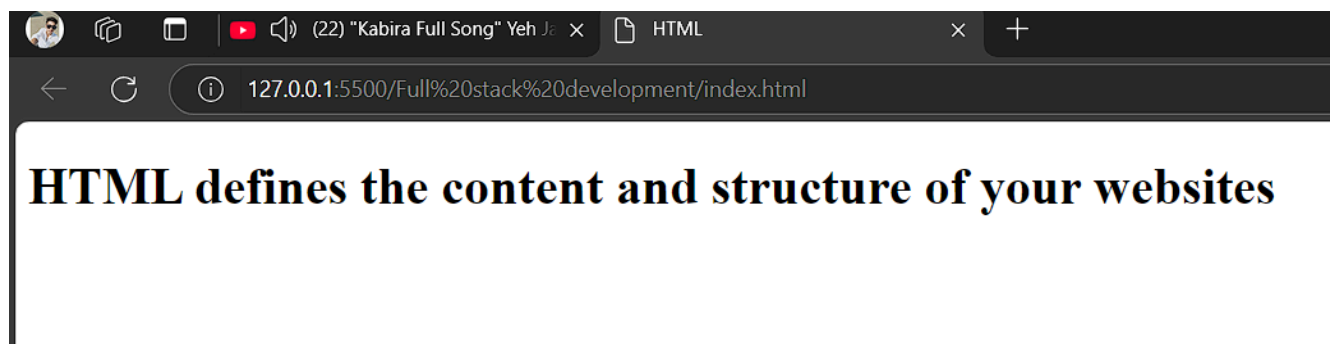 (22) "Kabira Full Song" Yeh Ja
HTML
127.0.0.1:5500/Full%20stack%20development/index.html
HTML defines the content and structure of your websites